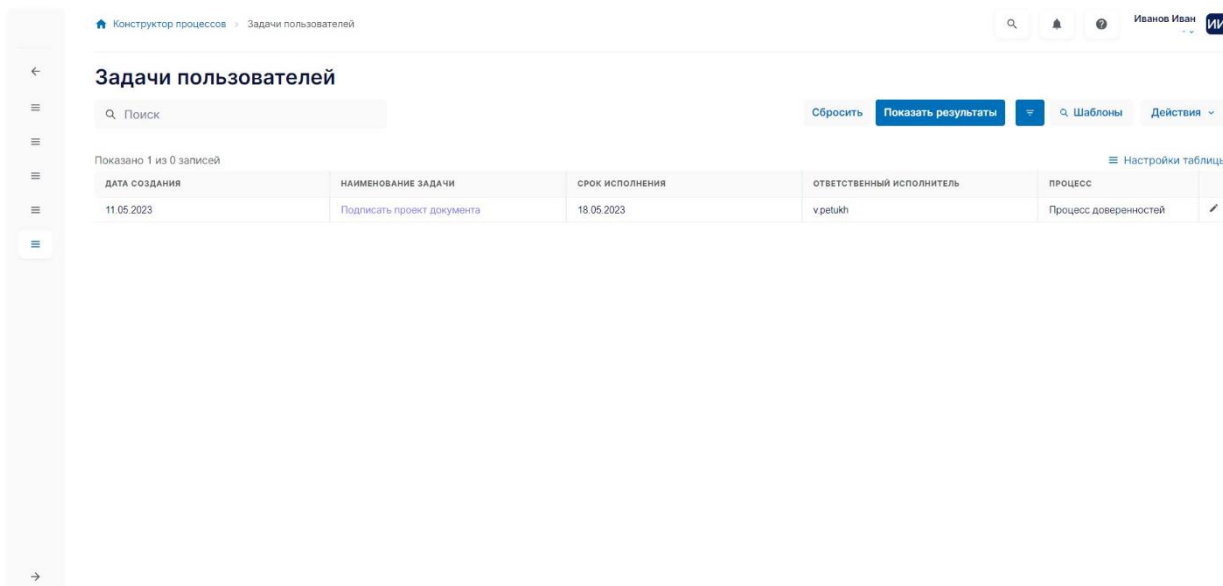 Конструктор процессов > Задачи пользователей
Иванов Иван
ИИ
Задачи пользователей
Поиск
Сбросить
Показать результаты
Шаблоны
Действия
Показано 1 из 0 записей
Настройки таблицы
ДАТА СОЗДАНИЯ НАИМЕНОВАНИЕ ЗАДАЧИ СРОК ИСПОЛНЕНИЯ ОТВЕТСТВЕННЫЙ ИСПОЛНИТЕЛЬ ПРОЦЕСС
11.05.2023 Подписать проект документа 18.05.2023 v.petukh Процесс доверенностей